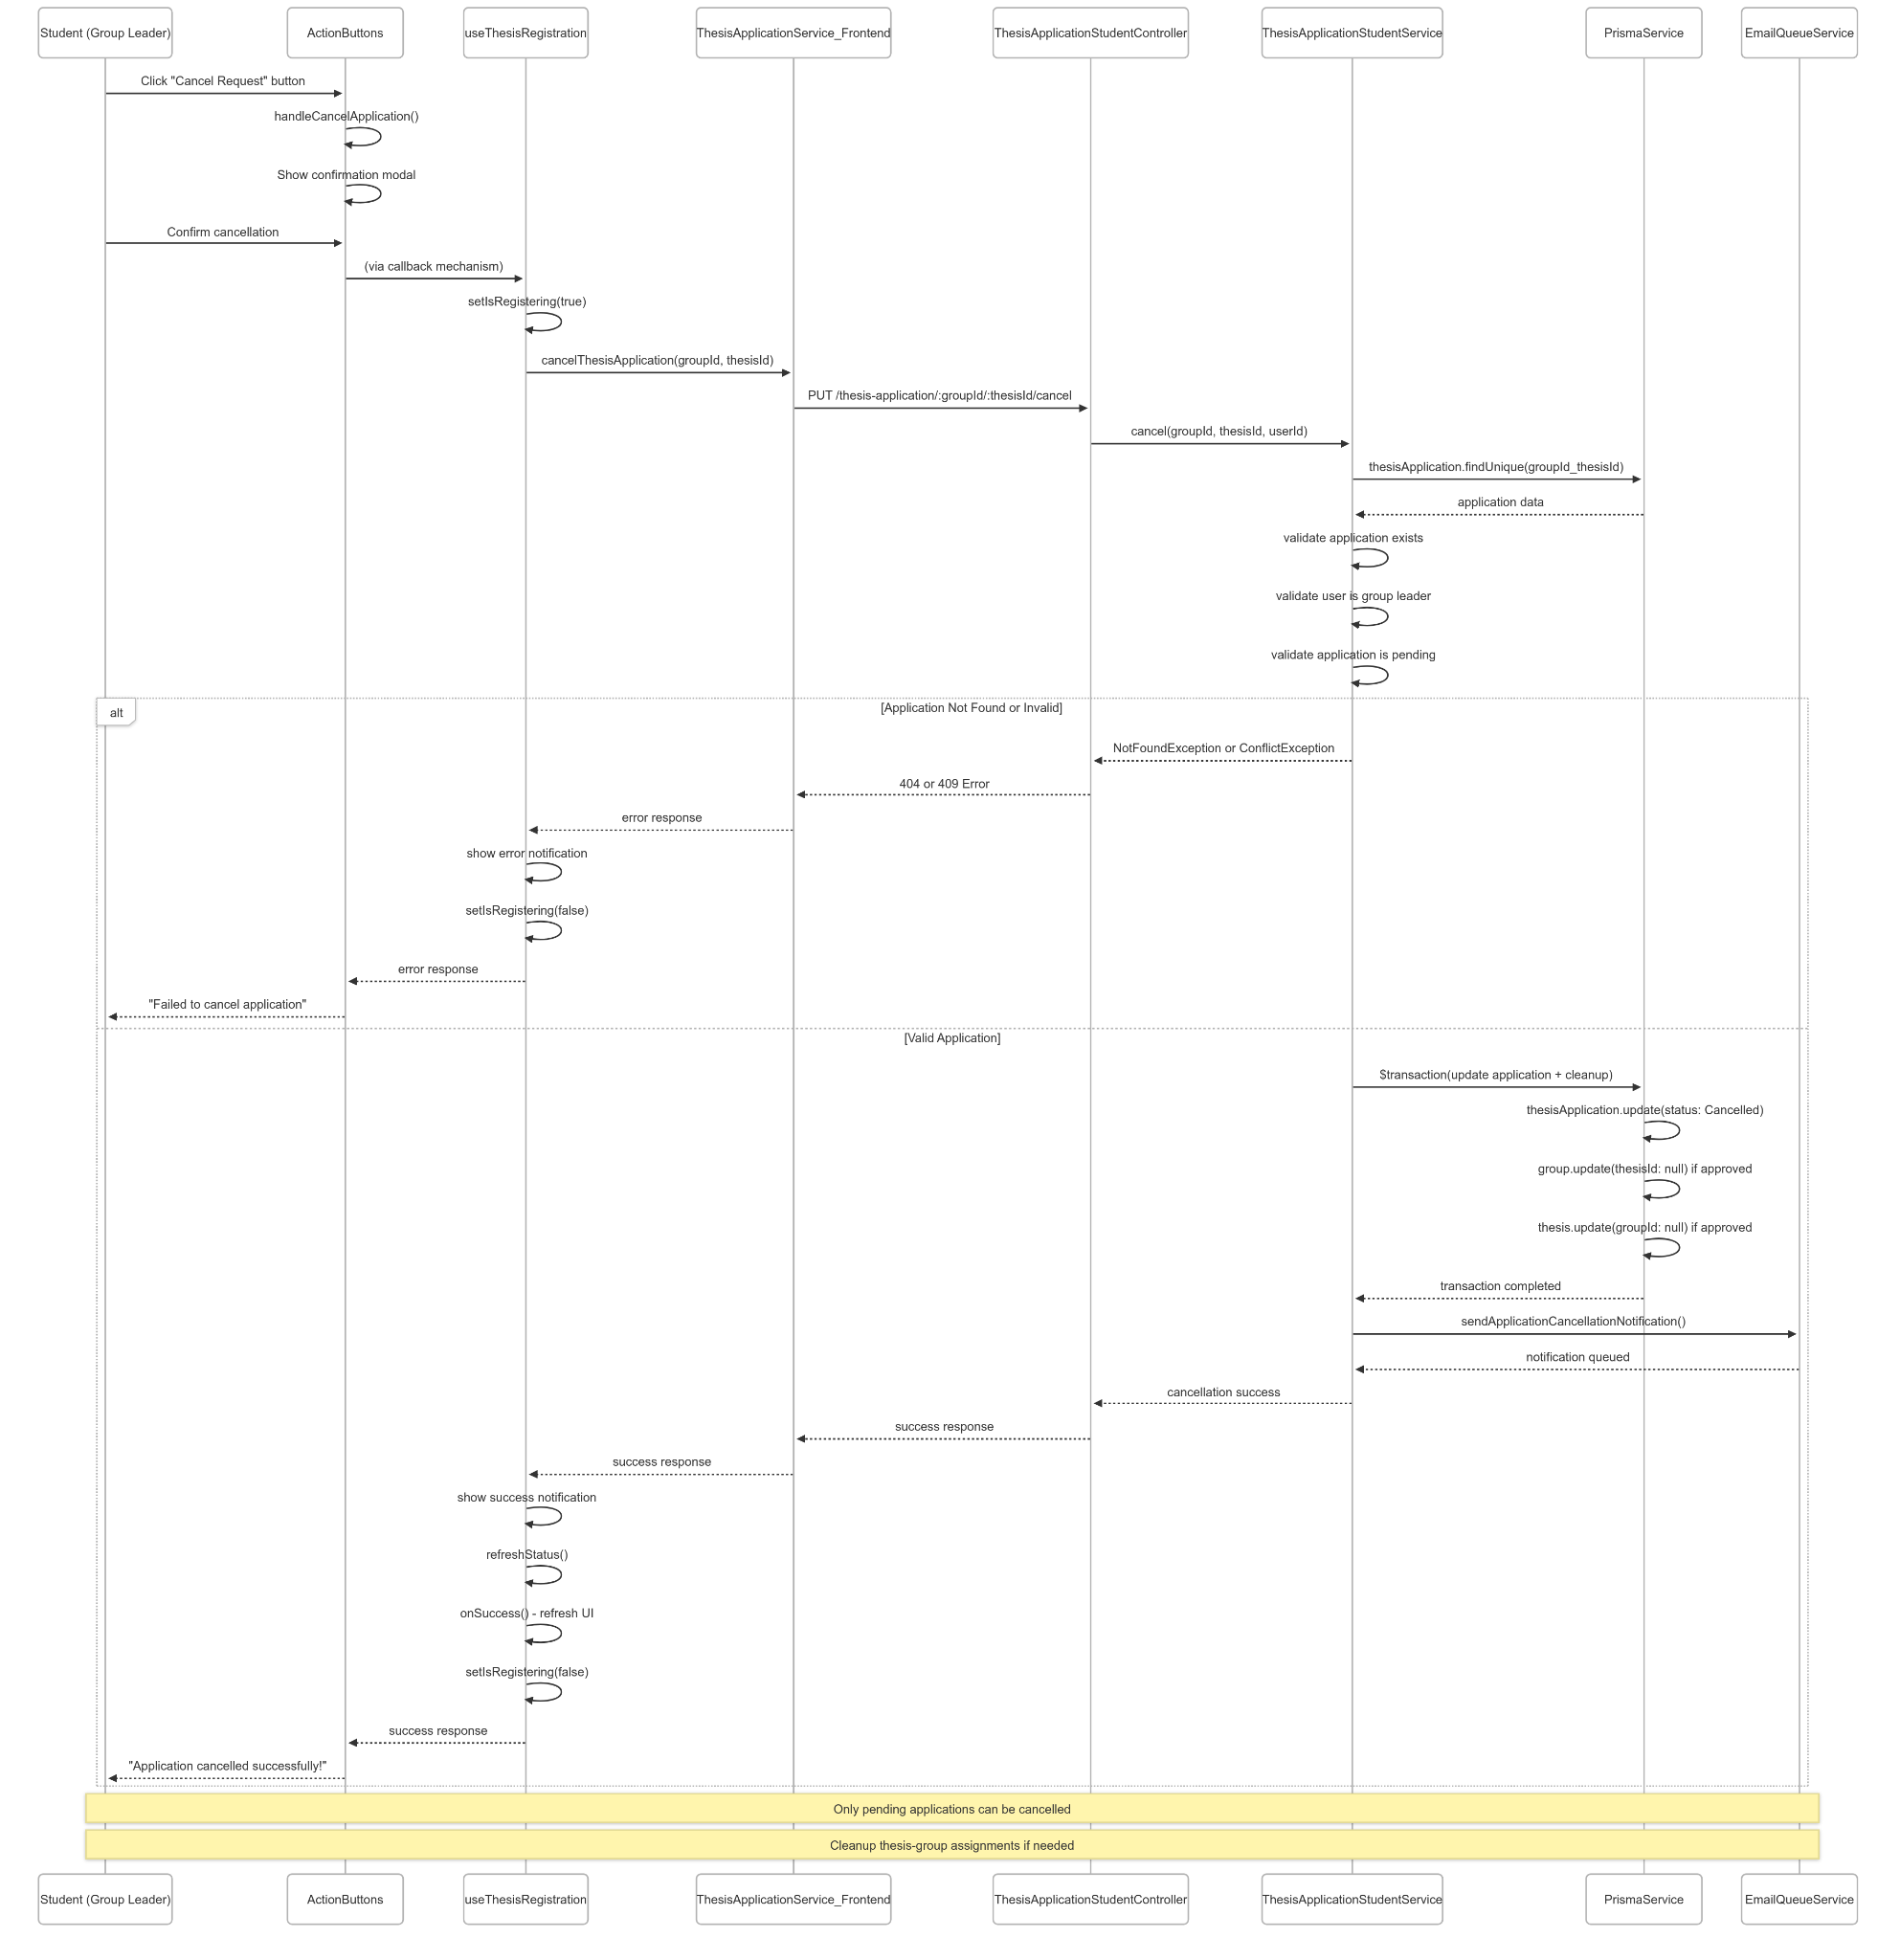 Student (Group Leader)
ActionButtons
useThesisRegistration
ThesisApplicationService_Frontend
ThesisApplicationStudentController
ThesisApplicationStudentService
PrismaService
EmailQueueService
Click "Cancel Request" button
handleCancelApplication()
Show confirmation modal
Confirm cancellation
(via callback mechanism)
setIsRegistering(true)
cancelThesisApplication(groupId, thesisId)
PUT /thesis-application/:groupId/:thesisId/cancel
cancel(groupId, thesisId, userId)
thesisApplication.findUnique(groupId_thesisId)
application data
validate application exists
validate user is group leader
validate application is pending
alt
[Application Not Found or Invalid]
NotFoundException or ConflictException
404 or 409 Error
error response
show error notification
setIsRegistering(false)
error response
"Failed to cancel application"
[Valid Application]
$transaction(update application + cleanup)
thesisApplication.update(status: Cancelled)
group.update(thesisId: null) if approved
thesis.update(groupId: null) if approved
transaction completed
sendApplicationCancellationNotification()
notification queued
cancellation success
success response
success response
show success notification
refreshStatus()
onSuccess() - refresh UI
setIsRegistering(false)
success response
"Application cancelled successfully!"
Only pending applications can be cancelled
Cleanup thesis-group assignments if needed
Student (Group Leader)
ActionButtons
useThesisRegistration
ThesisApplicationService_Frontend
ThesisApplicationStudentController
ThesisApplicationStudentService
PrismaService
EmailQueueService